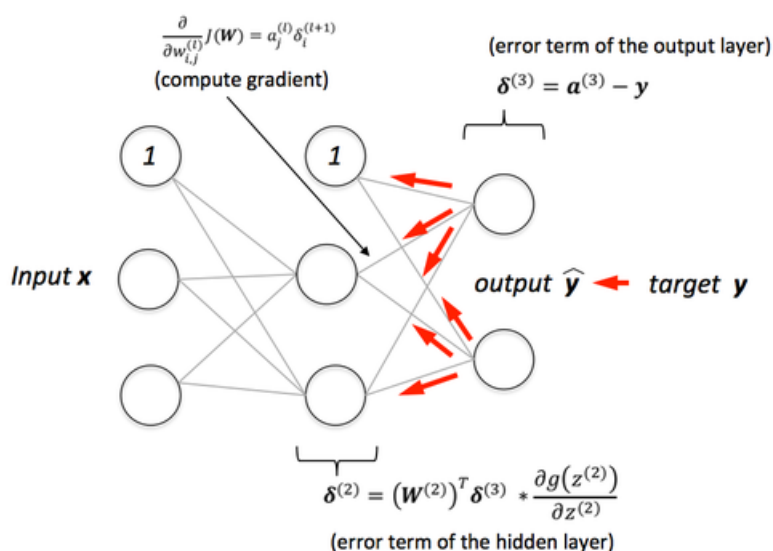 ∂/∂w_{i,j}^{(l)} J(W) = a_j^{(l)} δ_i^{(l+1)}
(compute gradient)
(error term of the output layer)
δ^{(3)} = a^{(3)} − y
1
1
Input x
output ŷ
target y
δ^{(2)} = (W^{(2)})^T δ^{(3)} * ∂g(z^{(2)})/∂z^{(2)}
(error term of the hidden layer)